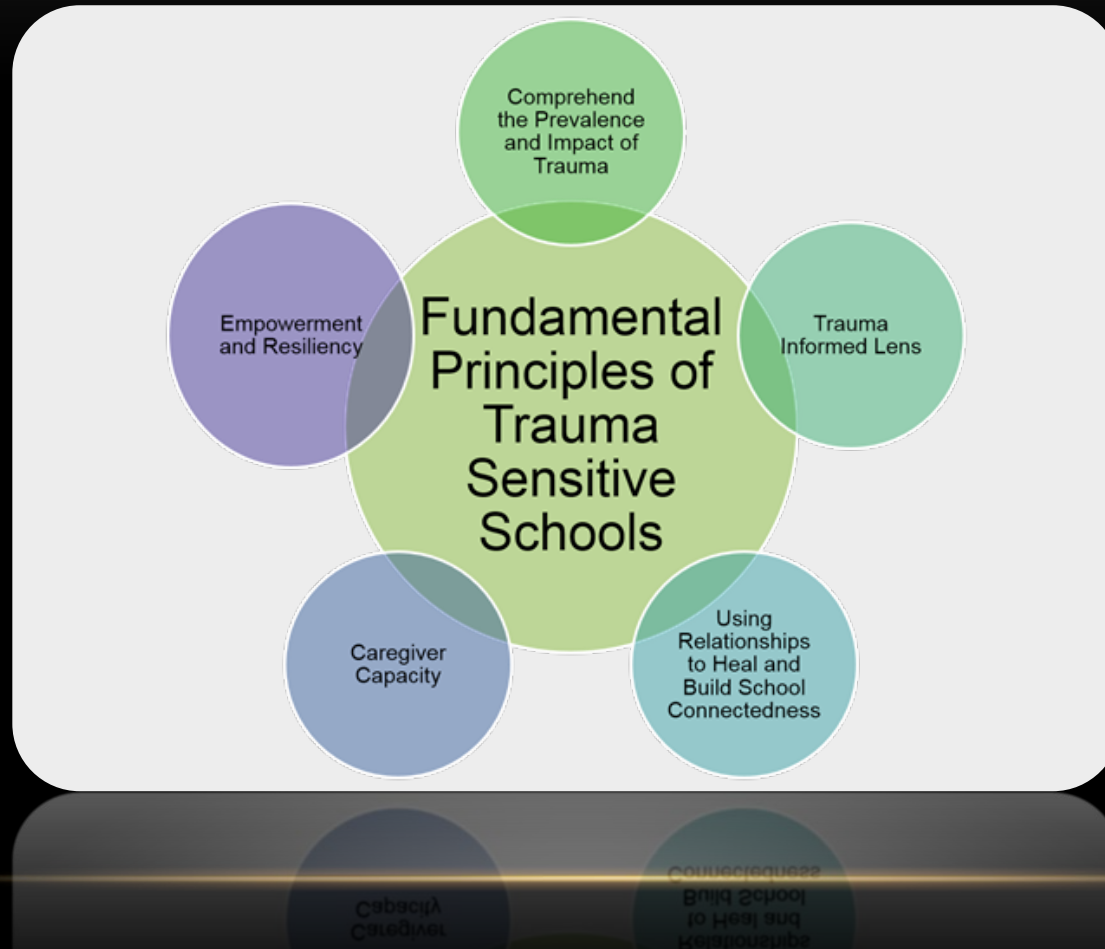 Comprehend
the Prevalence
and Impact of
Trauma
Empowerment
and Resiliency
Fundamental
Principles of
Trauma
Sensitive
Schools
Trauma
Informed Lens
Caregiver
Capacity
Using
Relationships
to Heal and
Build School
Connectedness